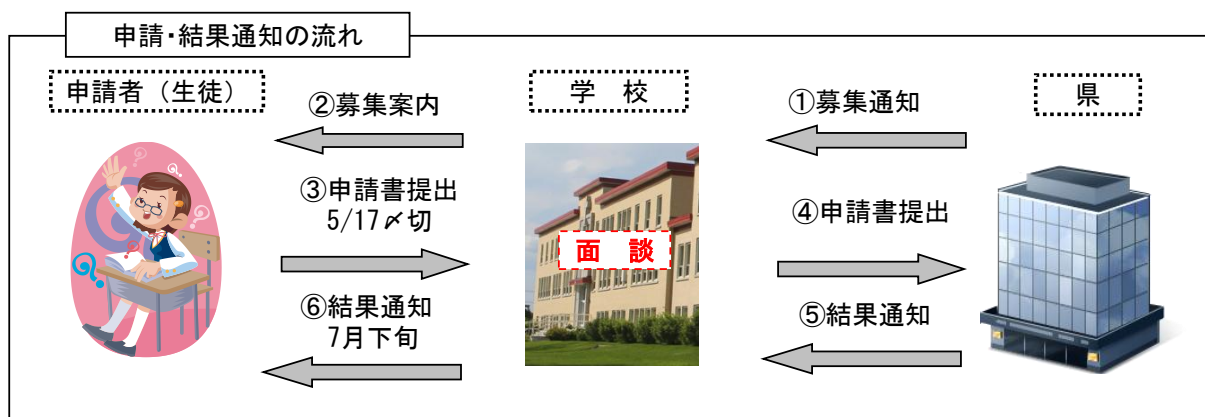 申請・結果通知の流れ
申請者（生徒）
学 校
県
②募集案内
①募集通知
③申請書提出
5/17〆切
④申請書提出
面 談
⑥結果通知
7月下旬
⑤結果通知